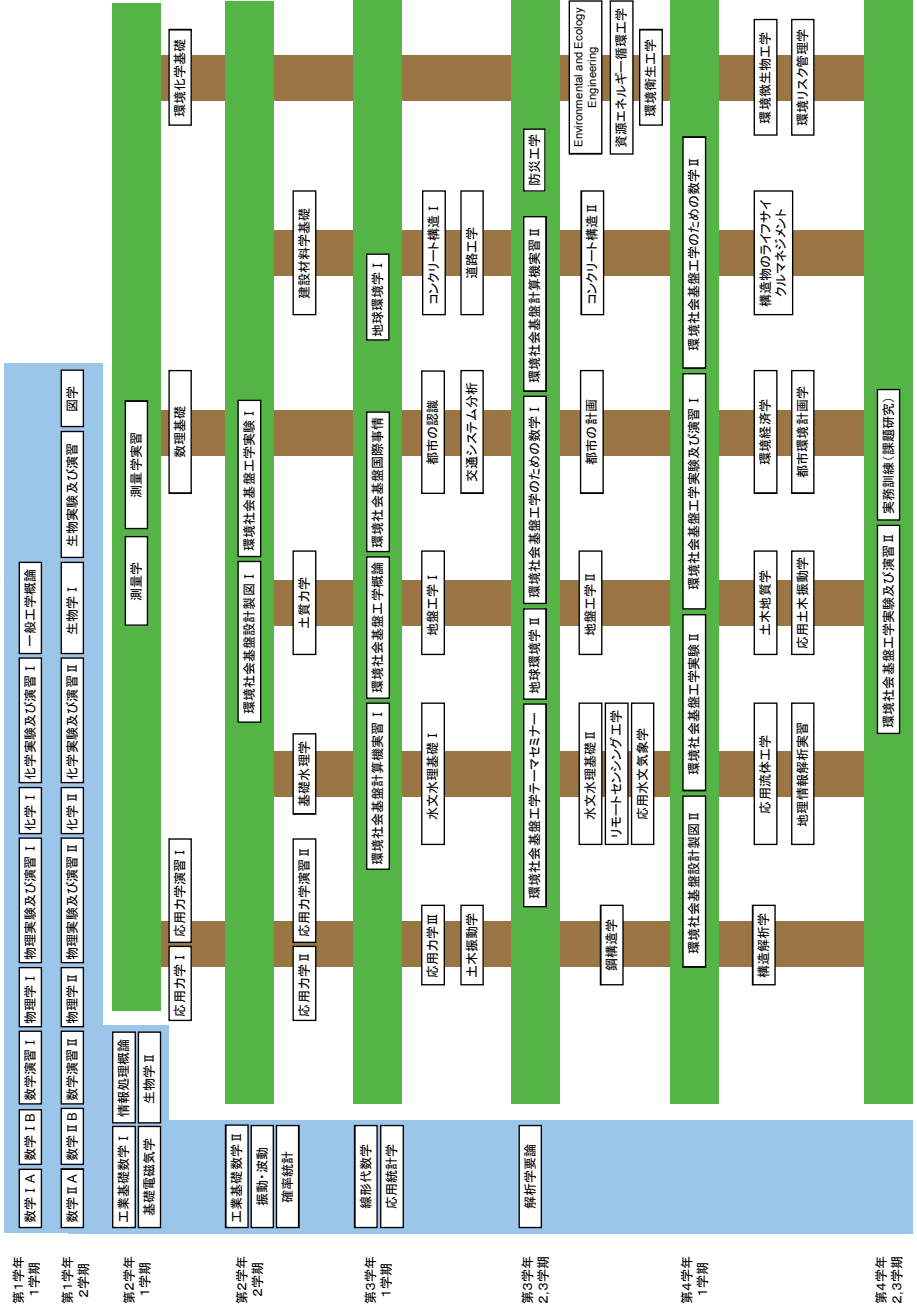 第1学年
1学期
数学ⅠA
数学ⅠB
数学演習Ⅰ
物理学Ⅰ
物理実験及び演習Ⅰ
化学Ⅰ
化学実験及び演習Ⅰ
一般工学概論
第1学年
2学期
数学ⅡA
数学ⅡB
数学演習Ⅱ
物理学Ⅱ
物理実験及び演習Ⅱ
化学Ⅱ
化学実験及び演習Ⅱ
生物学Ⅰ
生物実験及び演習
図学
第2学年
1学期
工業基礎数学Ⅰ
情報処理概論
基礎電磁気学
生物学Ⅱ
測量学
測量学実習
応用力学Ⅰ
応用力学演習Ⅰ
数理基礎
環境化学基礎
第2学年
2学期
工業基礎数学Ⅱ
振動・波動
確率統計
環境社会基盤設計製図Ⅰ
環境社会基盤工学実験Ⅰ
応用力学Ⅱ
応用力学演習Ⅱ
基礎水理学
土質力学
建設材料学基礎
第3学年
1学期
線形代数学
応用統計学
環境社会基盤計算機実習Ⅰ
環境社会基盤工学概論
環境社会基盤国際事情
地球環境学Ⅰ
応用力学Ⅲ
水文水理基礎Ⅰ
地盤工学Ⅰ
都市の認識
コンクリート構造Ⅰ
土木振動学
交通システム分析
道路工学
第3学年
2,3学期
解析学要論
環境社会基盤工学テーマセミナー
地球環境学Ⅱ
環境社会基盤工学のための数学Ⅰ
環境社会基盤計算機実習Ⅱ
防災工学
鋼構造学
水文水理基礎Ⅱ
リモートセンシング工学
応用水文気象学
地盤工学Ⅱ
都市の計画
コンクリート構造Ⅱ
Environmental and Ecology
Engineering
資源エネルギー循環工学
環境衛生工学
第4学年
1学期
環境社会基盤設計製図Ⅱ
環境社会基盤工学実験Ⅱ
環境社会基盤工学実験及び演習Ⅰ
環境社会基盤工学のための数学Ⅱ
構造解析学
応用流体工学
地理情報解析実習
土木地質学
応用土木振動学
環境経済学
都市環境計画学
構造物のライフサイ
クルマネジメント
環境微生物工学
環境リスク管理学
第4学年
2,3学期
環境社会基盤工学実験及び演習Ⅱ
実務訓練(課題研究)